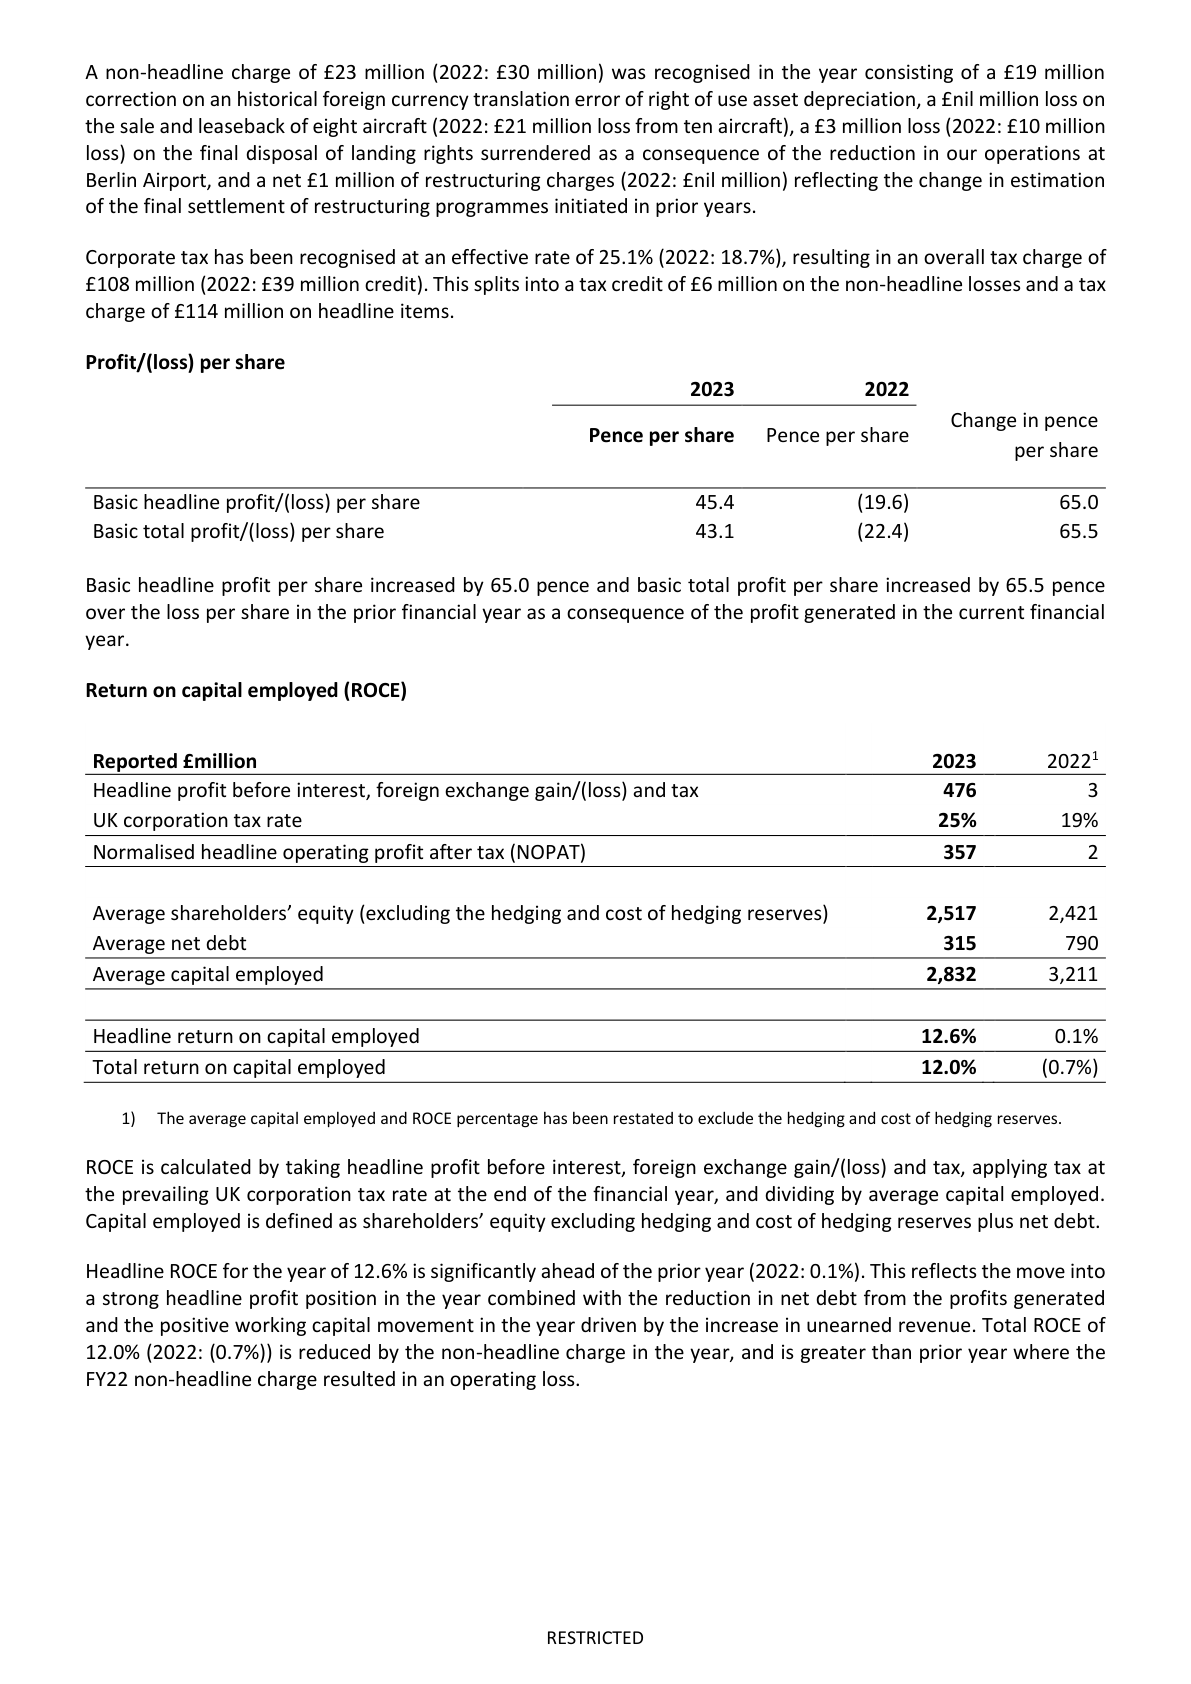 A non-headline charge of £23 million (2022: £30 million) was recognised in the year consisting of a £19 million
correction on an historical foreign currency translation error of right of use asset depreciation, a £nil million loss on
the sale and leaseback of eight aircraft (2022: £21 million loss from ten aircraft), a £3 million loss (2022: £10 million
loss) on the final disposal of landing rights surrendered as a consequence of the reduction in our operations at
Berlin Airport, and a net £1 million of restructuring charges (2022: £nil million) reflecting the change in estimation
of the final settlement of restructuring programmes initiated in prior years.
Corporate tax has been recognised at an effective rate of 25.1% (2022: 18.7%), resulting in an overall tax charge of
£108 million (2022: £39 million credit). This splits into a tax credit of £6 million on the non-headline losses and a tax
charge of £114 million on headline items.
Profit/(loss) per share
2023 2022
Pence per share Pence per share Change in pence
per share
Basic headline profit/(loss) per share 45.4 (19.6) 65.0
Basic total profit/(loss) per share 43.1 (22.4) 65.5
Basic headline profit per share increased by 65.0 pence and basic total profit per share increased by 65.5 pence
over the loss per share in the prior financial year as a consequence of the profit generated in the current financial
year.
Return on capital employed (ROCE)
Reported £million 2023 2022¹
Headline profit before interest, foreign exchange gain/(loss) and tax 476 3
UK corporation tax rate 25% 19%
Normalised headline operating profit after tax (NOPAT) 357 2
Average shareholders’ equity (excluding the hedging and cost of hedging reserves) 2,517 2,421
Average net debt 315 790
Average capital employed 2,832 3,211
Headline return on capital employed 12.6% 0.1%
Total return on capital employed 12.0% (0.7%)
1) The average capital employed and ROCE percentage has been restated to exclude the hedging and cost of hedging reserves.
ROCE is calculated by taking headline profit before interest, foreign exchange gain/(loss) and tax, applying tax at
the prevailing UK corporation tax rate at the end of the financial year, and dividing by average capital employed.
Capital employed is defined as shareholders’ equity excluding hedging and cost of hedging reserves plus net debt.
Headline ROCE for the year of 12.6% is significantly ahead of the prior year (2022: 0.1%). This reflects the move into
a strong headline profit position in the year combined with the reduction in net debt from the profits generated
and the positive working capital movement in the year driven by the increase in unearned revenue. Total ROCE of
12.0% (2022: (0.7%)) is reduced by the non-headline charge in the year, and is greater than prior year where the
FY22 non-headline charge resulted in an operating loss.
RESTRICTED